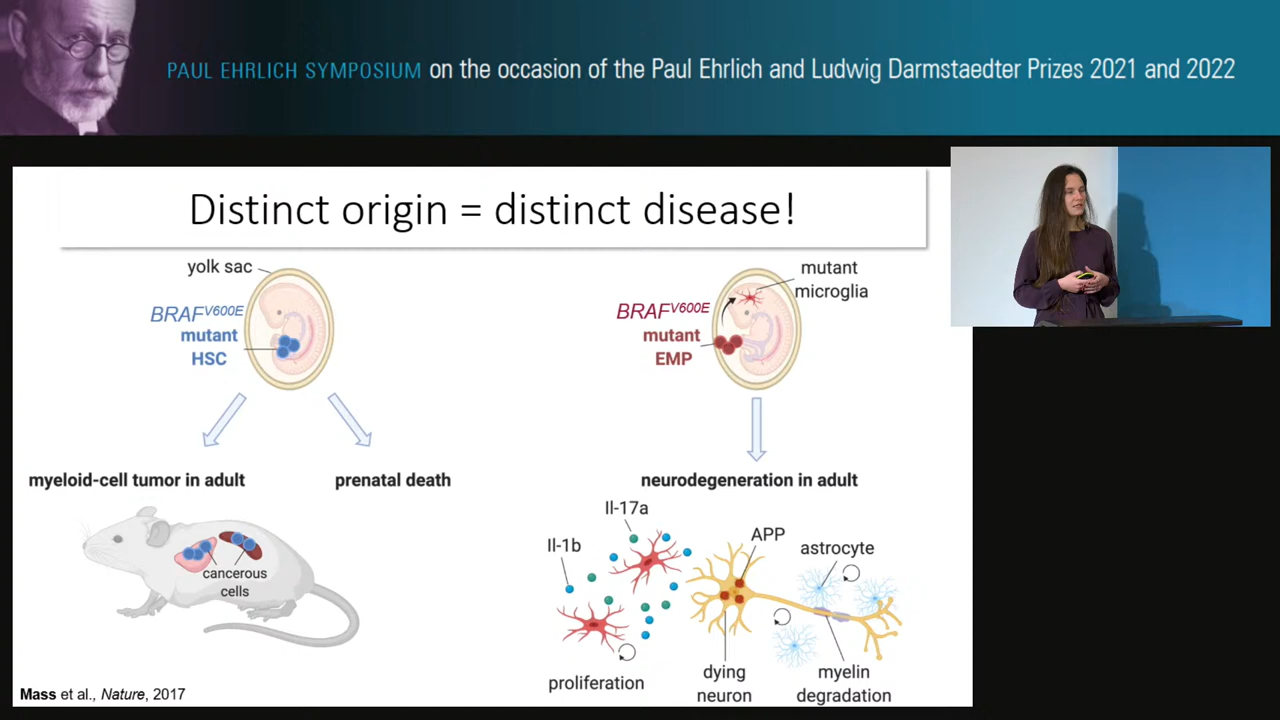 PAUL EHRLICH SYMPOSIUM on the occasion of the Paul Ehrlich and Ludwig Darmstaedter Prizes 2021 and 2022
Distinct origin = distinct disease!
yolk sac
BRAFV600E
mutant
HSC
mutant
microglia
BRAFV600E
mutant
EMP
myeloid-cell tumor in adult
prenatal death
neurodegeneration in adult
cancerous
cells
Il-17a
Il-1b
APP
astrocyte
proliferation
dying
neuron
myelin
degradation
Mass et al., Nature, 2017